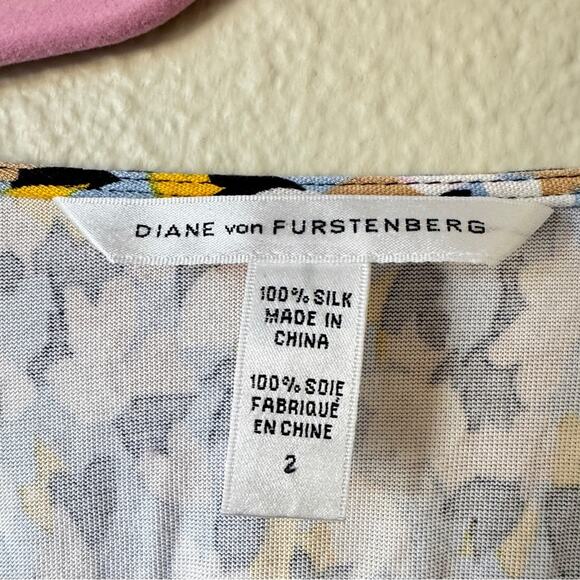 DIANE von FURSTENBERG
100% SILK
MADE IN
CHINA
100% SOIE
FABRIQUÉ
EN CHINE
2